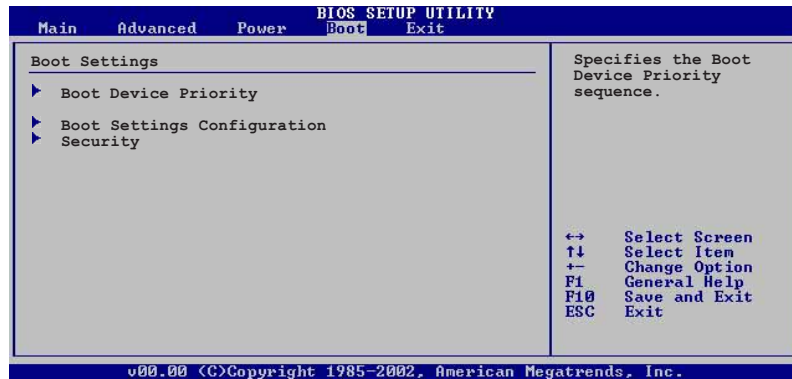 BIOS SETUP UTILITY
Main Advanced Power Boot Exit
Boot Settings
Boot Device Priority
Boot Settings Configuration
Security
Specifies the Boot
Device Priority
sequence.
←→ Select Screen
↑↓ Select Item
+- Change Option
F1 General Help
F10 Save and Exit
ESC Exit
v00.00 (C)Copyright 1985-2002, American Megatrends, Inc.